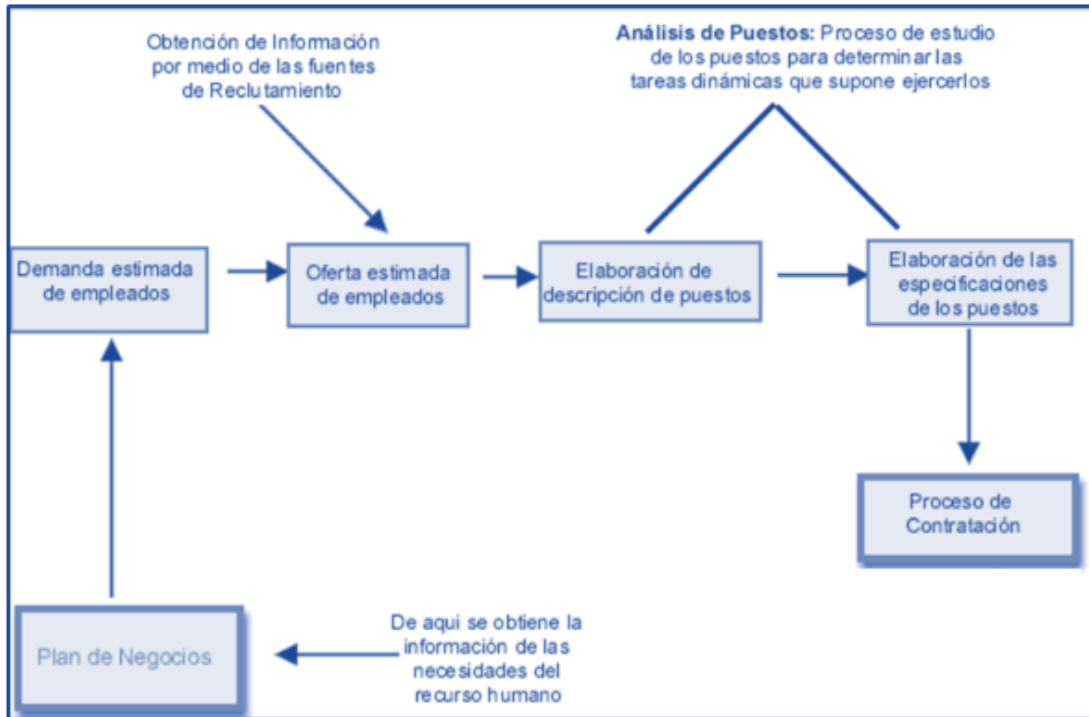 Obtención de Información
por medio de las fuentes
de Reclutamiento
Análisis de Puestos: Proceso de estudio
de los puestos para determinar las
tareas dinámicas que supone ejercerlos
Demanda estimada
de empleados
Oferta estimada
de empleados
Elaboración de
descripción de puestos
Elaboración de las
especificaciones
de los puestos
Proceso de
Contratación
Plan de Negocios
De aqui se obtiene la
información de las
necesidades del
recurso humano